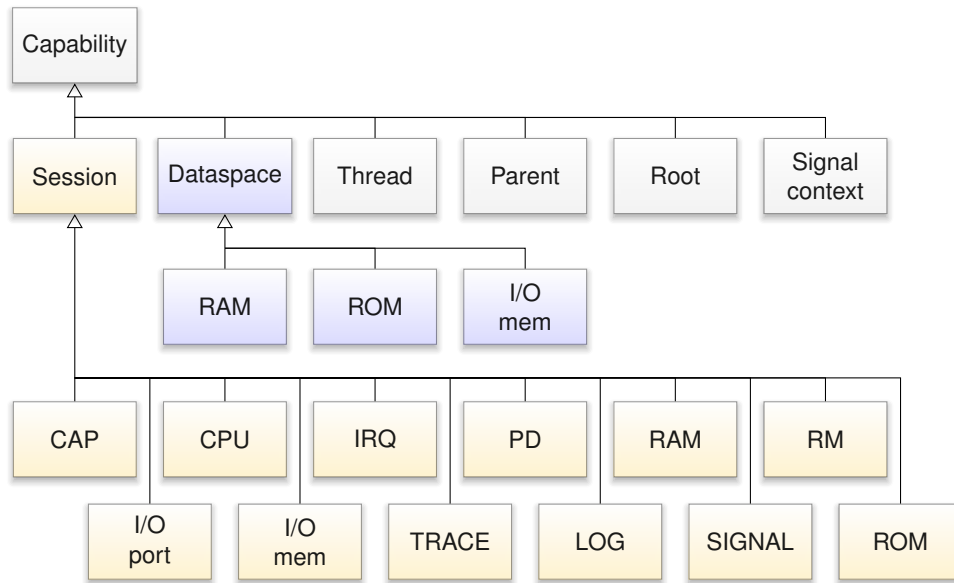 Capability
Session
Dataspace
Thread
Parent
Root
Signal
context
RAM
ROM
I/O
mem
CAP
CPU
IRQ
PD
RAM
RM
I/O
port
I/O
mem
TRACE
LOG
SIGNAL
ROM